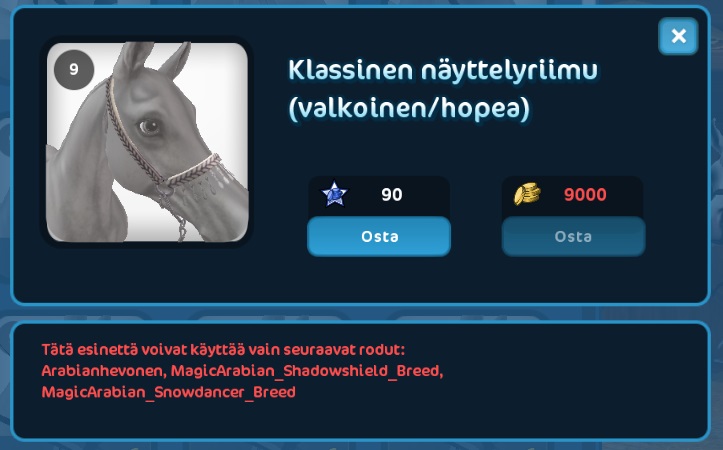 9
Klassinen näyttelyriimu
(valkoinen/hopea)
90
9000
Osta
Osta
Tätä esinettä voivat käyttää vain seuraavat rodut:
Arabianhevonen, MagicArabian_Shadowshield_Breed,
MagicArabian_Snowdancer_Breed